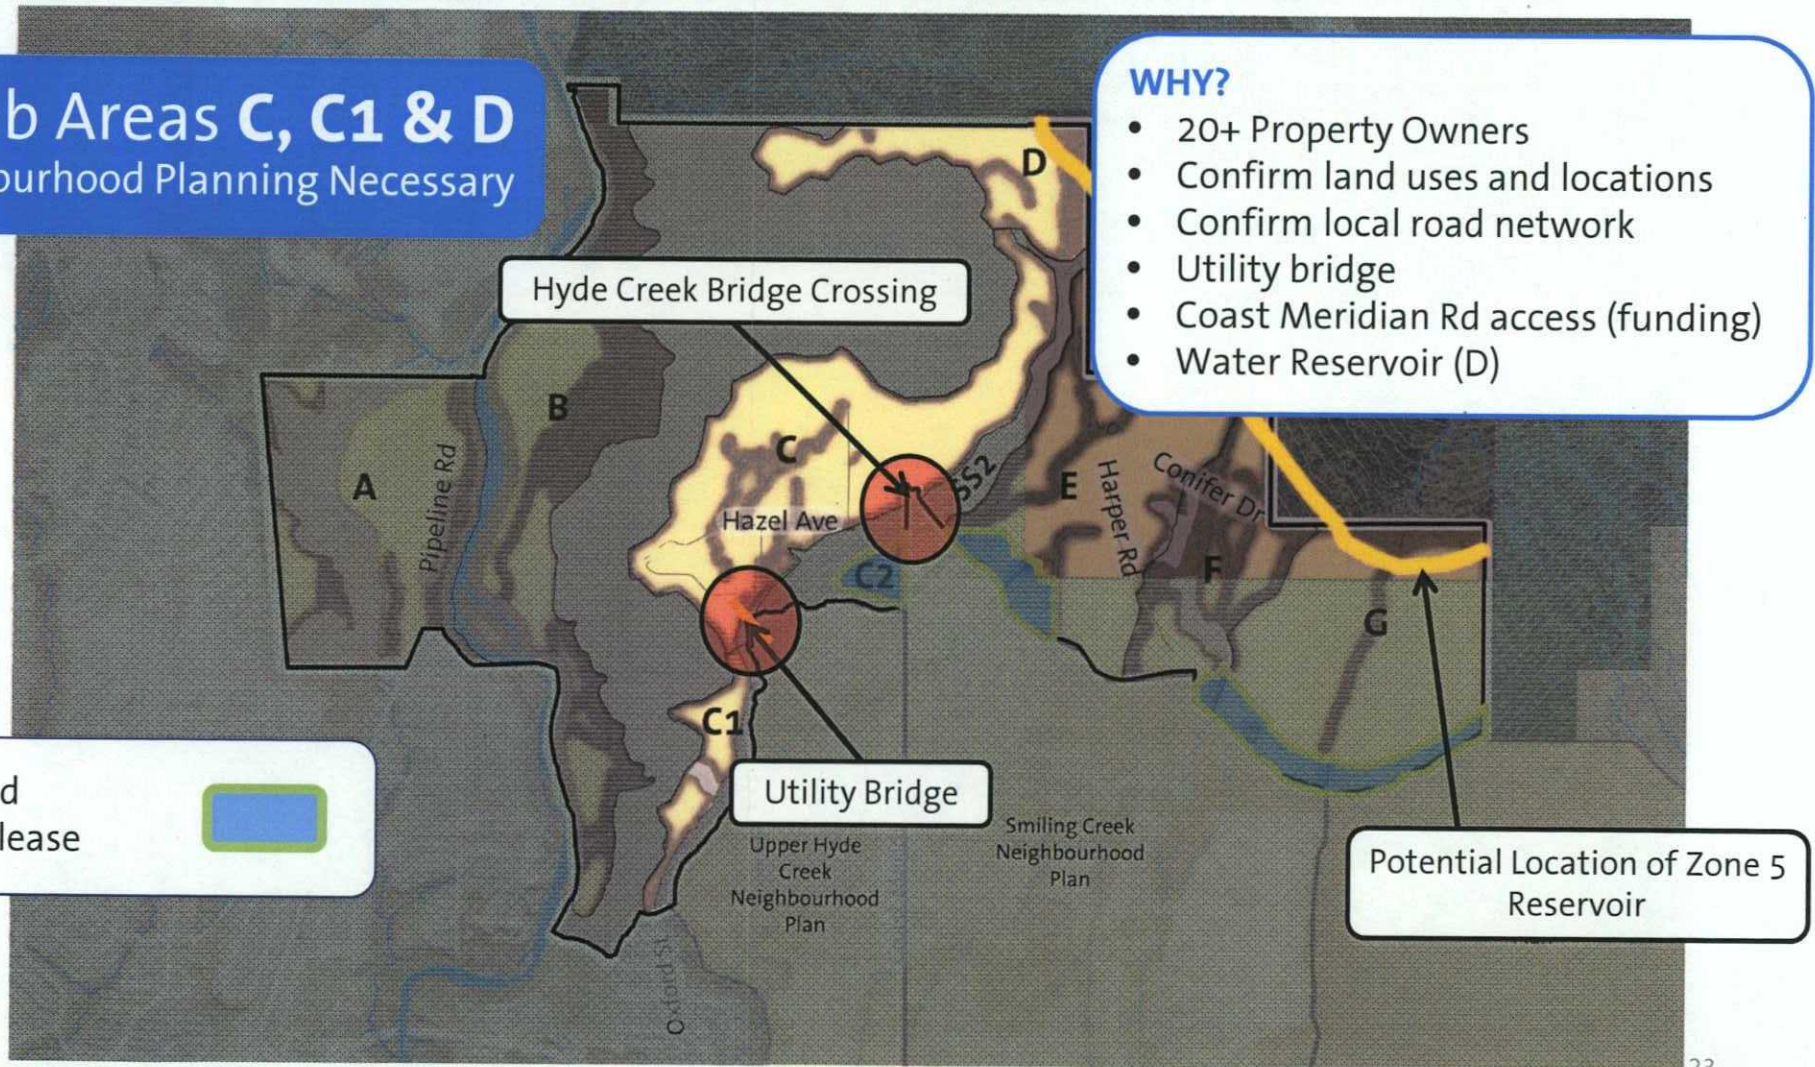 b Areas C, C1 & D
ourhood Planning Necessary
WHY?
• 20+ Property Owners
• Confirm land uses and locations
• Confirm local road network
• Utility bridge
• Coast Meridian Rd access (funding)
• Water Reservoir (D)
D
Hyde Creek Bridge Crossing
B
A
Pipeline Rd
C
SS2
E
Harper Rd
Conifer Dr
Hazel Ave
C2
F
G
C1
Utility Bridge
Upper Hyde
Creek
Neighbourhood
Plan
Smiling Creek
Neighbourhood
Plan
Potential Location of Zone 5
Reservoir
d
lease
Oxford St
23